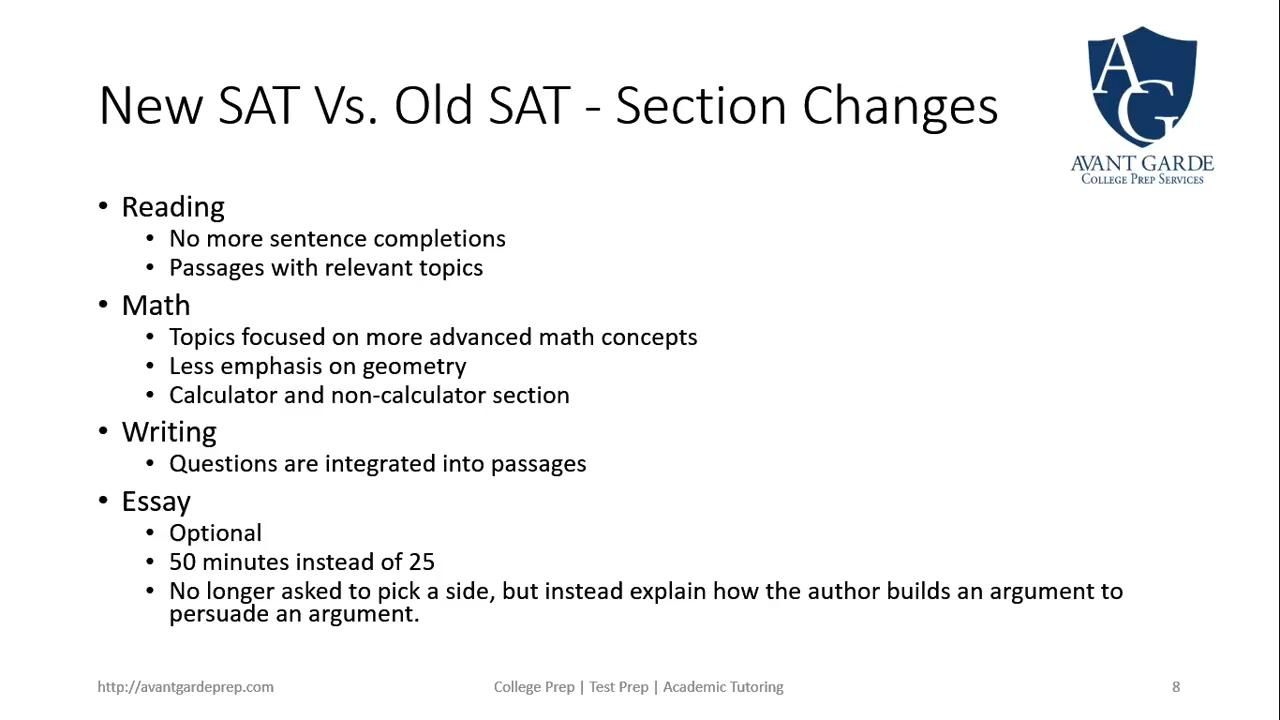 New SAT Vs. Old SAT - Section Changes
AG
AVANT GARDE
COLLEGE PREP SERVICES
• Reading
• No more sentence completions
• Passages with relevant topics
• Math
• Topics focused on more advanced math concepts
• Less emphasis on geometry
• Calculator and non-calculator section
• Writing
• Questions are integrated into passages
• Essay
• Optional
• 50 minutes instead of 25
• No longer asked to pick a side, but instead explain how the author builds an argument to
persuade an argument.
http://avantgardeprep.com
College Prep | Test Prep | Academic Tutoring
8